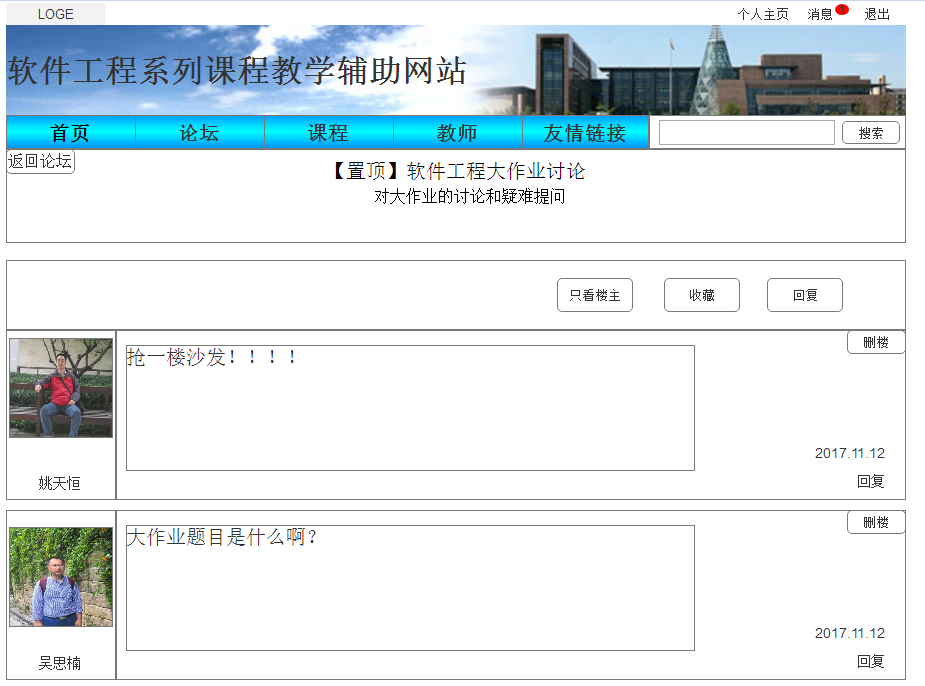 LOGE
个人主页 消息 1 退出
软件工程系列课程教学辅助网站
首页 论坛 课程 教师 友情链接 搜索
返回论坛
【置顶】软件工程大作业讨论
对大作业的讨论和疑难提问
只看楼主 收藏 回复
删楼
抢一楼沙发！！！！
2017.11.12
回复
姚天恒
删楼
大作业题目是什么啊？
2017.11.12
回复
吴思楠